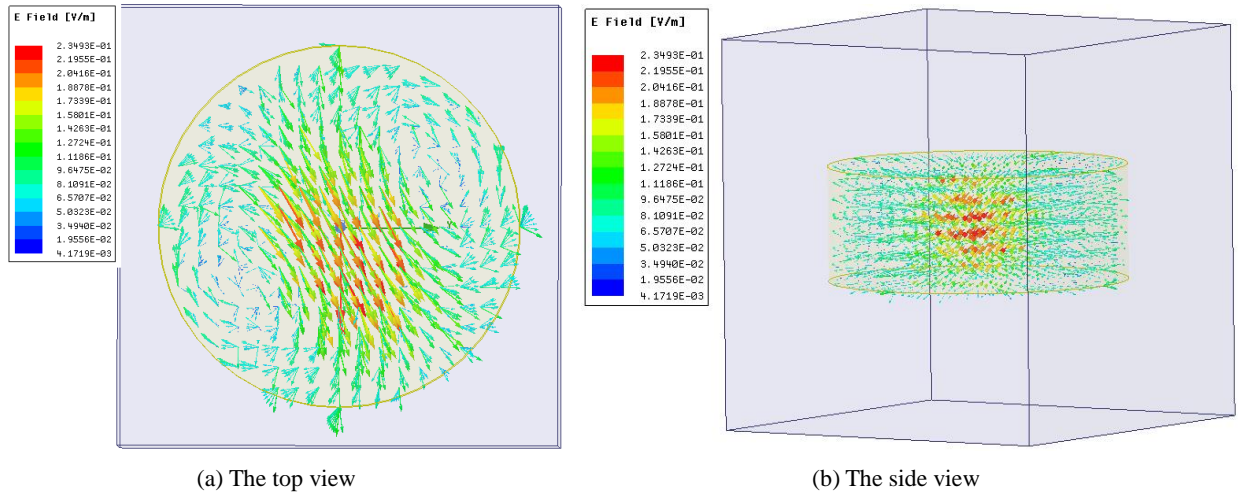 E Field [V/m]
2.3493E-01
2.1955E-01
2.0416E-01
1.8878E-01
1.7339E-01
1.5801E-01
1.4263E-01
1.2724E-01
1.1186E-01
9.6475E-02
8.1091E-02
6.5707E-02
5.0323E-02
3.4940E-02
1.9556E-02
4.1719E-03
(a) The top view
E Field [V/m]
2.3493E-01
2.1955E-01
2.0416E-01
1.8878E-01
1.7339E-01
1.5801E-01
1.4263E-01
1.2724E-01
1.1186E-01
9.6475E-02
8.1091E-02
6.5707E-02
5.0323E-02
3.4940E-02
1.9556E-02
4.1719E-03
(b) The side view